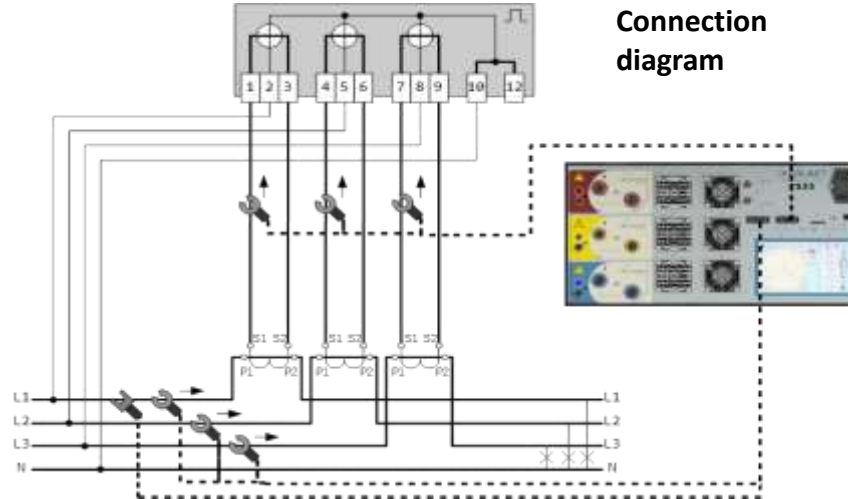 Connection
diagram
1 2 3 4 5 6 7 8 9 10 12
S1 S2 S1 S2 S1 S2
P1 P2 P1 P2 P1 P2
L1 L1
L2 L2
L3 L3
N N